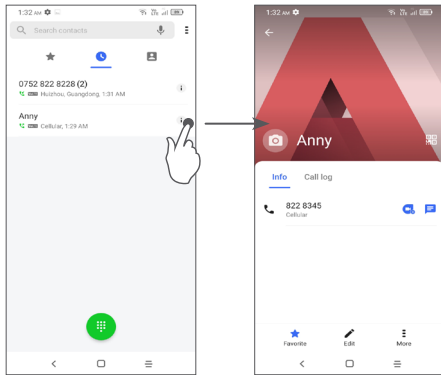 1:32 AM
Search contacts
0752 822 8228 (2)
Huizhou, Guangdong, 1:31 AM
Anny
Cellular, 1:29 AM
1:32 AM
Anny
Info Call log
822 8345
Cellular
Favorite Edit More